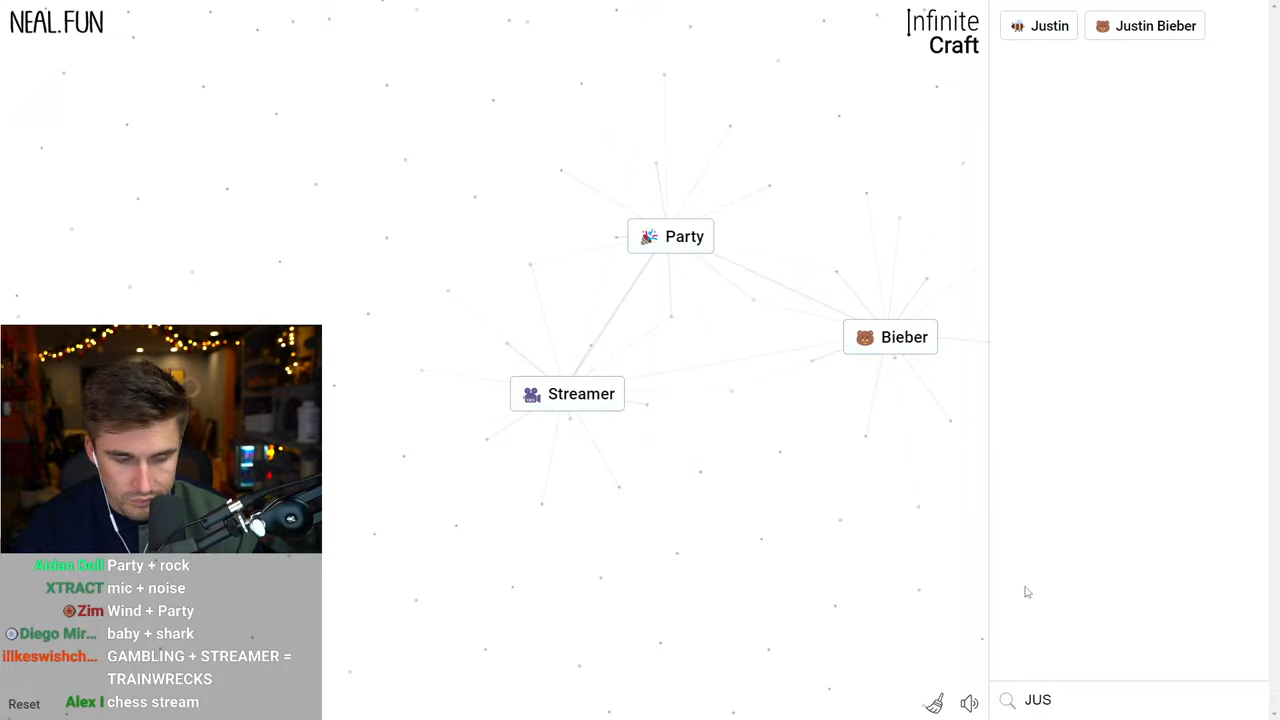 NEAL.FUN
Infinite
Craft
Justin
Justin Bieber
Party
Bieber
Streamer
Aidan Doll Party + rock
XTRACT mic + noise
Zim Wind + Party
Diego Mir... baby + shark
illkeswishch... GAMBLING + STREAMER =
TRAINWRECKS
Alex I chess stream
Reset
JUS